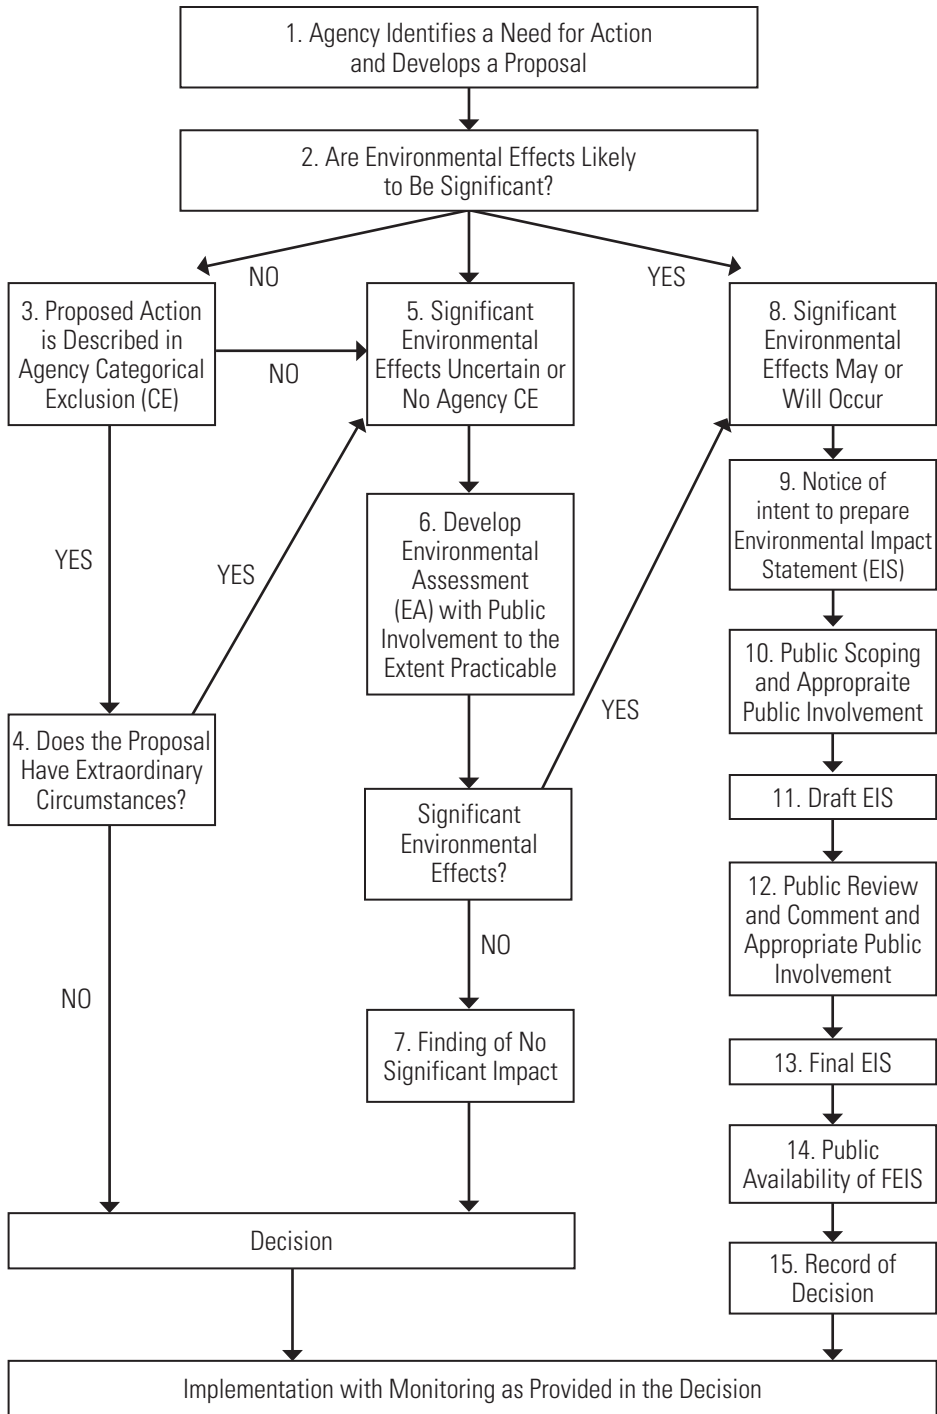 1. Agency Identifies a Need for Action
and Develops a Proposal
2. Are Environmental Effects Likely
to Be Significant?
NO
YES
3. Proposed Action
is Described in
Agency Categorical
Exclusion (CE)
NO
5. Significant
Environmental
Effects Uncertain or
No Agency CE
8. Significant
Environmental
Effects May or
Will Occur
YES
YES
6. Develop
Environmental
Assessment
(EA) with Public
Involvement to the
Extent Practicable
9. Notice of
intent to prepare
Environmental Impact
Statement (EIS)
10. Public Scoping
and Appropraite
Public Involvement
YES
4. Does the Proposal
Have Extraordinary
Circumstances?
Significant
Environmental
Effects?
11. Draft EIS
12. Public Review
and Comment and
Appropriate Public
Involvement
NO
NO
7. Finding of No
Significant Impact
13. Final EIS
14. Public
Availability of FEIS
Decision
15. Record of
Decision
Implementation with Monitoring as Provided in the Decision